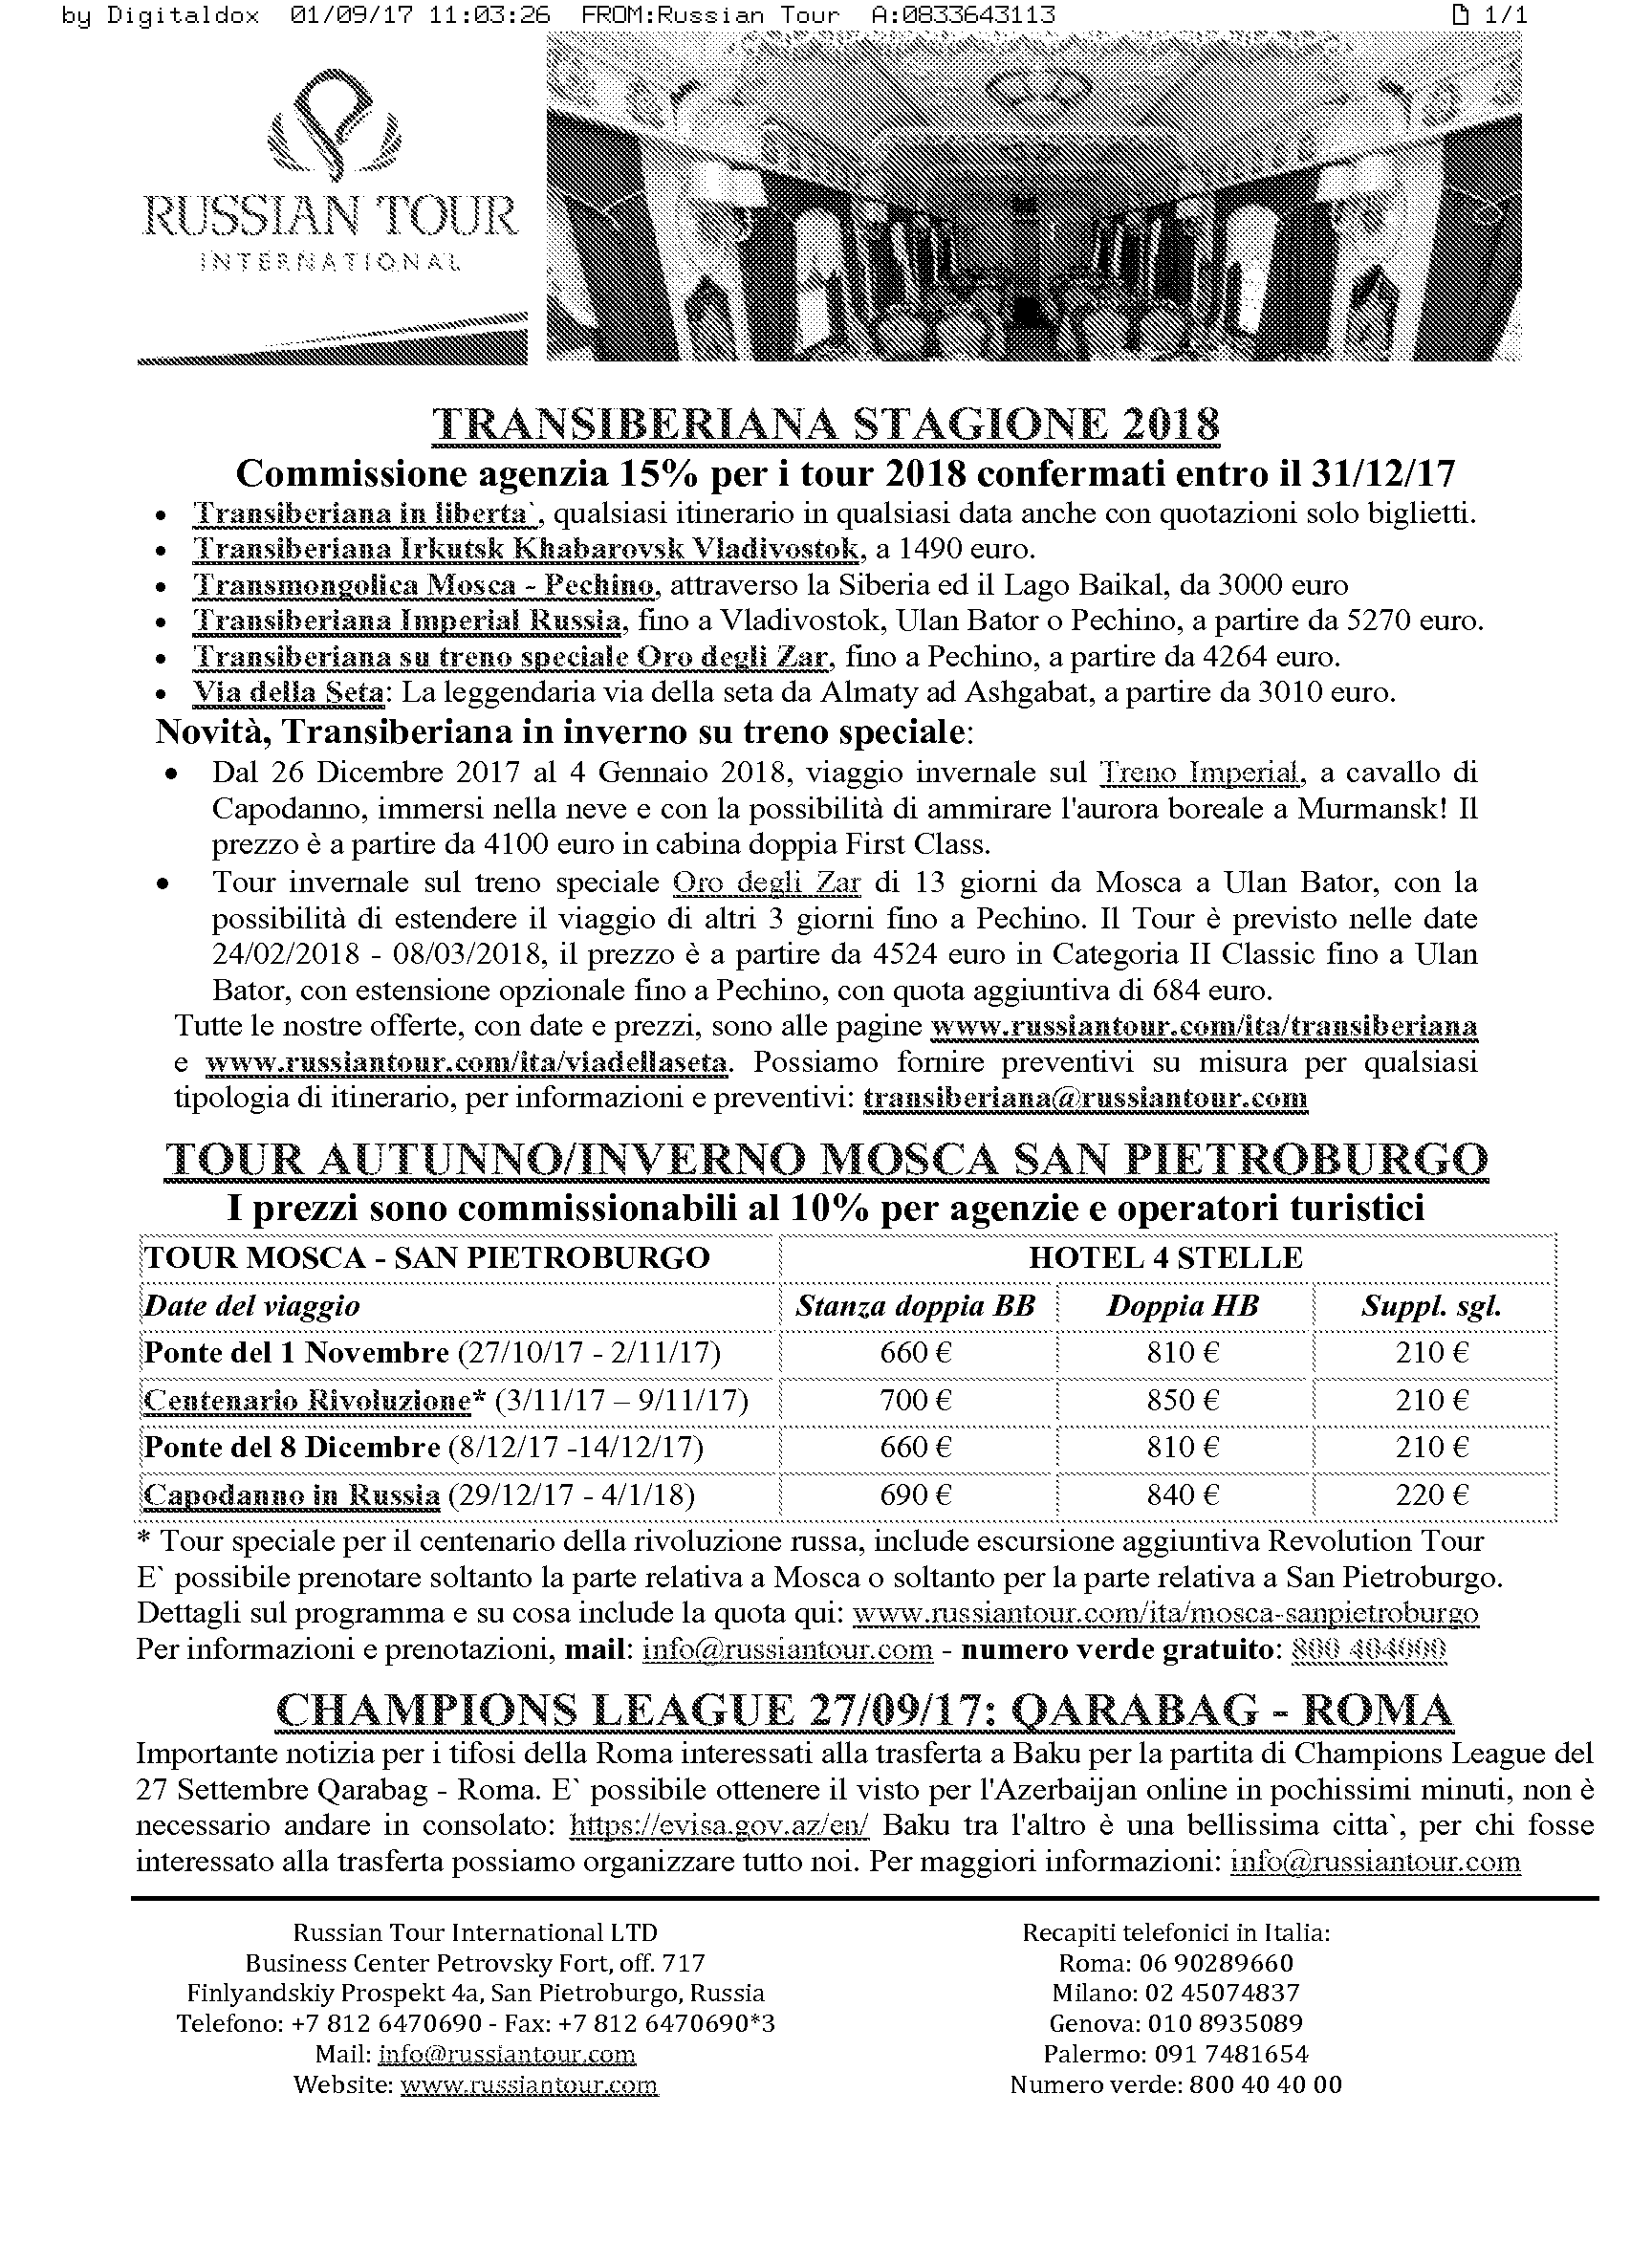 by Digitaldox 01/09/17 11:03:26 FROM:Russian Tour A:0833643113 1/1
RUSSIAN TOUR
INTERNATIONAL
TRANSIBERIANA STAGIONE 2018
Commissione agenzia 15% per i tour 2018 confermati entro il 31/12/17
• Transiberiana in liberta`, qualsiasi itinerario in qualsiasi data anche con quotazioni solo biglietti.
• Transiberiana Irkutsk Khabarovsk Vladivostok, a 1490 euro.
• Transmongolica Mosca - Pechino, attraverso la Siberia ed il Lago Baikal, da 3000 euro
• Transiberiana Imperial Russia, fino a Vladivostok, Ulan Bator o Pechino, a partire da 5270 euro.
• Transiberiana su treno speciale Oro degli Zar, fino a Pechino, a partire da 4264 euro.
• Via della Seta: La leggendaria via della seta da Almaty ad Ashgabat, a partire da 3010 euro.
Novità, Transiberiana in inverno su treno speciale:
• Dal 26 Dicembre 2017 al 4 Gennaio 2018, viaggio invernale sul Treno Imperial, a cavallo di
Capodanno, immersi nella neve e con la possibilità di ammirare l'aurora boreale a Murmansk! Il
prezzo è a partire da 4100 euro in cabina doppia First Class.
• Tour invernale sul treno speciale Oro degli Zar di 13 giorni da Mosca a Ulan Bator, con la
possibilità di estendere il viaggio di altri 3 giorni fino a Pechino. Il Tour è previsto nelle date
24/02/2018 - 08/03/2018, il prezzo è a partire da 4524 euro in Categoria II Classic fino a Ulan
Bator, con estensione opzionale fino a Pechino, con quota aggiuntiva di 684 euro.
Tutte le nostre offerte, con date e prezzi, sono alle pagine www.russiantour.com/ita/transiberiana
e www.russiantour.com/ita/viadellaseta. Possiamo fornire preventivi su misura per qualsiasi
tipologia di itinerario, per informazioni e preventivi: transiberiana@russiantour.com
TOUR AUTUNNO/INVERNO MOSCA SAN PIETROBURGO
I prezzi sono commissionabili al 10% per agenzie e operatori turistici
TOUR MOSCA - SAN PIETROBURGO HOTEL 4 STELLE
Date del viaggio Stanza doppia BB Doppia HB Suppl. sgl.
Ponte del 1 Novembre (27/10/17 - 2/11/17) 660 € 810 € 210 €
Centenario Rivoluzione* (3/11/17 – 9/11/17) 700 € 850 € 210 €
Ponte del 8 Dicembre (8/12/17 -14/12/17) 660 € 810 € 210 €
Capodanno in Russia (29/12/17 - 4/1/18) 690 € 840 € 220 €
* Tour speciale per il centenario della rivoluzione russa, include escursione aggiuntiva Revolution Tour
E` possibile prenotare soltanto la parte relativa a Mosca o soltanto per la parte relativa a San Pietroburgo.
Dettagli sul programma e su cosa include la quota qui: www.russiantour.com/ita/mosca-sanpietroburgo
Per informazioni e prenotazioni, mail: info@russiantour.com - numero verde gratuito: 800 404000
CHAMPIONS LEAGUE 27/09/17: QARABAG - ROMA
Importante notizia per i tifosi della Roma interessati alla trasferta a Baku per la partita di Champions League del
27 Settembre Qarabag - Roma. E` possibile ottenere il visto per l'Azerbaijan online in pochissimi minuti, non è
necessario andare in consolato: https://evisa.gov.az/en/ Baku tra l'altro è una bellissima citta`, per chi fosse
interessato alla trasferta possiamo organizzare tutto noi. Per maggiori informazioni: info@russiantour.com
Russian Tour International LTD
Business Center Petrovsky Fort, off. 717
Finlyandskiy Prospekt 4a, San Pietroburgo, Russia
Telefono: +7 812 6470690 - Fax: +7 812 6470690*3
Mail: info@russiantour.com
Website: www.russiantour.com
Recapiti telefonici in Italia:
Roma: 06 90289660
Milano: 02 45074837
Genova: 010 8935089
Palermo: 091 7481654
Numero verde: 800 40 40 00